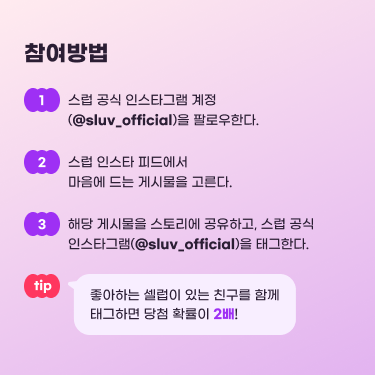 참여방법
1 스럽 공식 인스타그램 계정
(@sluv_official)을 팔로우한다.
2 스럽 인스타 피드에서
마음에 드는 게시물을 고른다.
3 해당 게시물을 스토리에 공유하고, 스럽 공식
인스타그램(@sluv_official)을 태그한다.
tip 좋아하는 셀럽이 있는 친구를 함께
태그하면 당첨 확률이 2배!